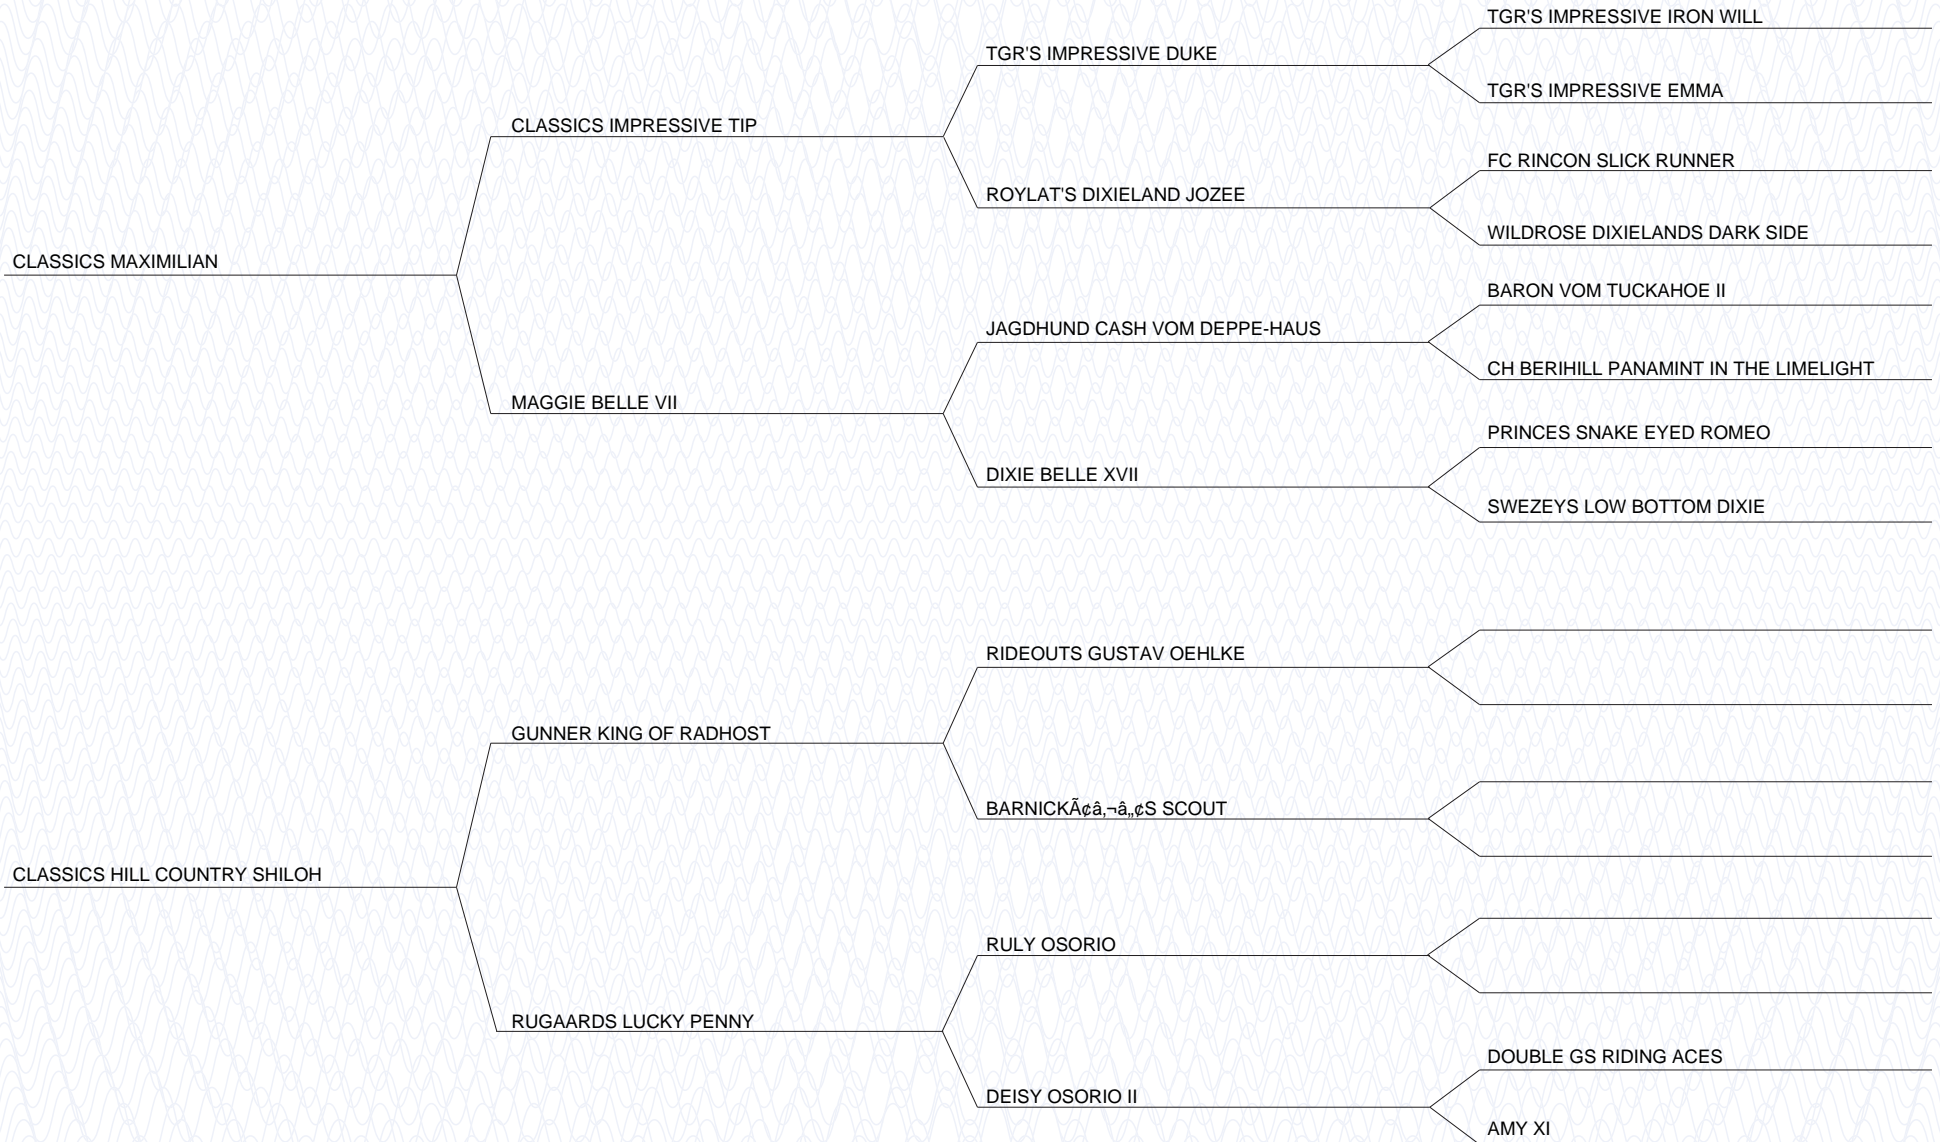 TGR'S IMPRESSIVE IRON WILL
TGR'S IMPRESSIVE DUKE
TGR'S IMPRESSIVE EMMA
CLASSICS IMPRESSIVE TIP
FC RINCON SLICK RUNNER
ROYLAT'S DIXIELAND JOZEE
WILDROSE DIXIELANDS DARK SIDE
CLASSICS MAXIMILIAN
BARON VOM TUCKAHOE II
JAGDHUND CASH VOM DEPPE-HAUS
CH BERIHILL PANAMINT IN THE LIMELIGHT
MAGGIE BELLE VII
PRINCES SNAKE EYED ROMEO
DIXIE BELLE XVII
SWEZEYS LOW BOTTOM DIXIE
RIDEOUTS GUSTAV OEHLKE
GUNNER KING OF RADHOST
BARNICKÃ¢â‚¬â„¢S SCOUT
CLASSICS HILL COUNTRY SHILOH
RULY OSORIO
RUGAARDS LUCKY PENNY
DOUBLE GS RIDING ACES
DEISY OSORIO II
AMY XI